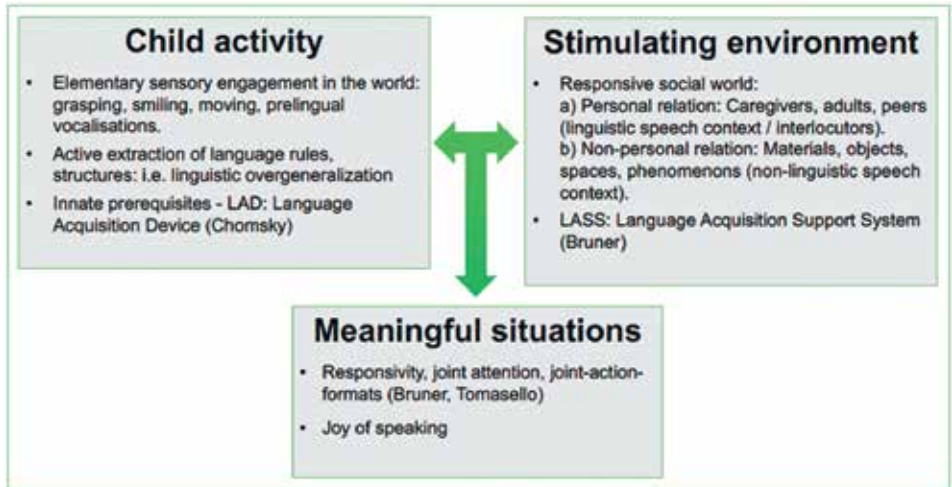 Child activity
• Elementary sensory engagement in the world:
grasping, smiling, moving, prelingual
vocalisations.
• Active extraction of language rules,
structures: i.e. linguistic overgeneralization
• Innate prerequisites - LAD: Language
Acquisition Device (Chomsky)
Stimulating environment
• Responsive social world:
a) Personal relation: Caregivers, adults, peers
(linguistic speech context / interlocutors).
b) Non-personal relation: Materials, objects,
spaces, phenomenons (non-linguistic speech
context).
• LASS: Language Acquisition Support System
(Bruner)
Meaningful situations
• Responsivity, joint attention, joint-action-
formats (Bruner, Tomasello)
• Joy of speaking